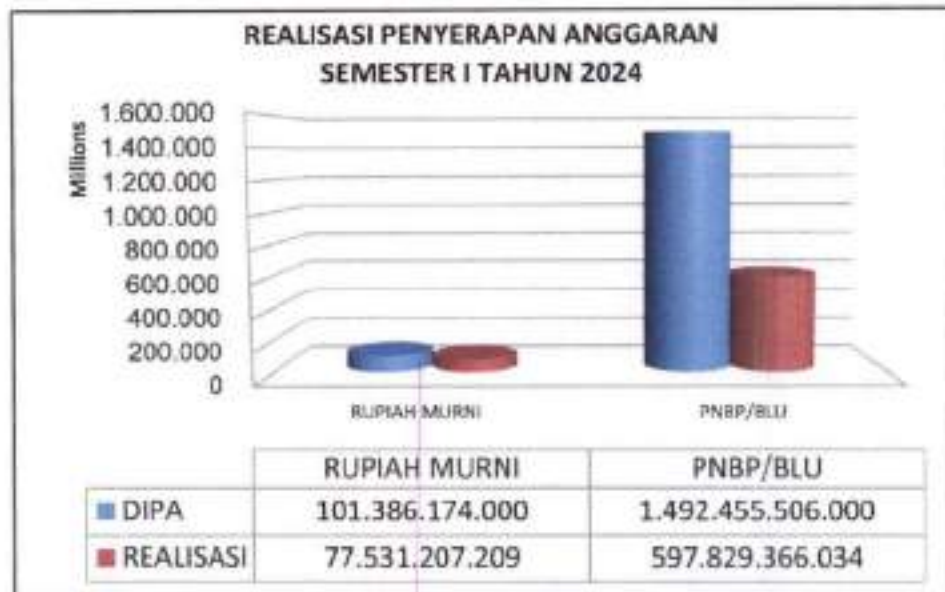 REALISASI PENYERAPAN ANGGARAN
SEMESTER I TAHUN 2024
Millions
1.600.000
1.400.000
1.200.000
1.000.000
800.000
600.000
400.000
200.000
0
RUPIAH MURNI PNBP/BLU
RUPIAH MURNI PNBP/BLU
DIPA 101.386.174.000 1.492.455.506.000
REALISASI 77.531.207.209 597.829.366.034